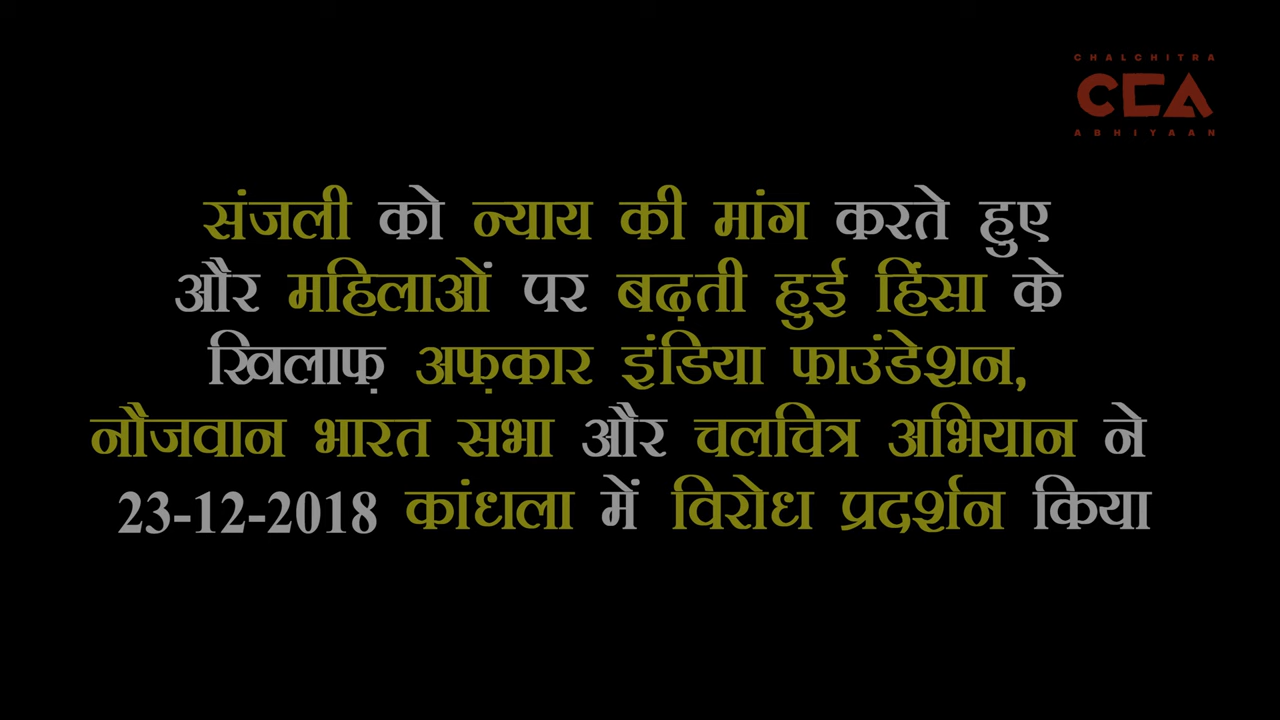 CHALCHITRA
CCA
ABHIYAAN
संजली को न्याय की मांग करते हुए
और महिलाओं पर बढ़ती हुई हिंसा के
खिलाफ़ अफ़कार इंडिया फाउंडेशन,
नौजवान भारत सभा और चलचित्र अभियान ने
23-12-2018 कांधला में विरोध प्रदर्शन किया